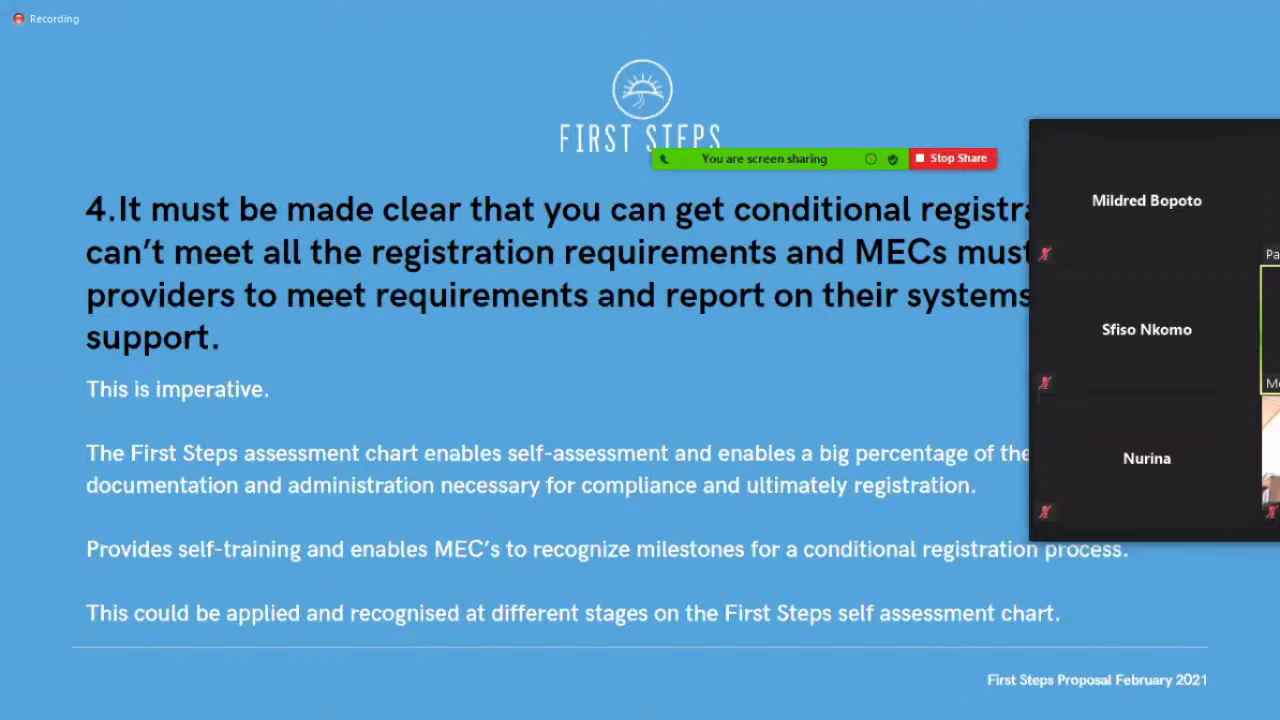 Recording
FIRST STEPS
You are screen sharing
Stop Share
4.It must be made clear that you can get conditional
can’t meet all the registration requirements and MECs must
providers to meet requirements and report on their systems
support.
This is imperative.
The First Steps assessment chart enables self-assessment and enables a big percentage of the
documentation and administration necessary for compliance and ultimately registration.
Provides self-training and enables MEC’s to recognize milestones for a conditional registration process.
This could be applied and recognised at different stages on the First Steps self assessment chart.
First Steps Proposal February 2021
Mildred Bopoto
Sfiso Nkomo
Nurina